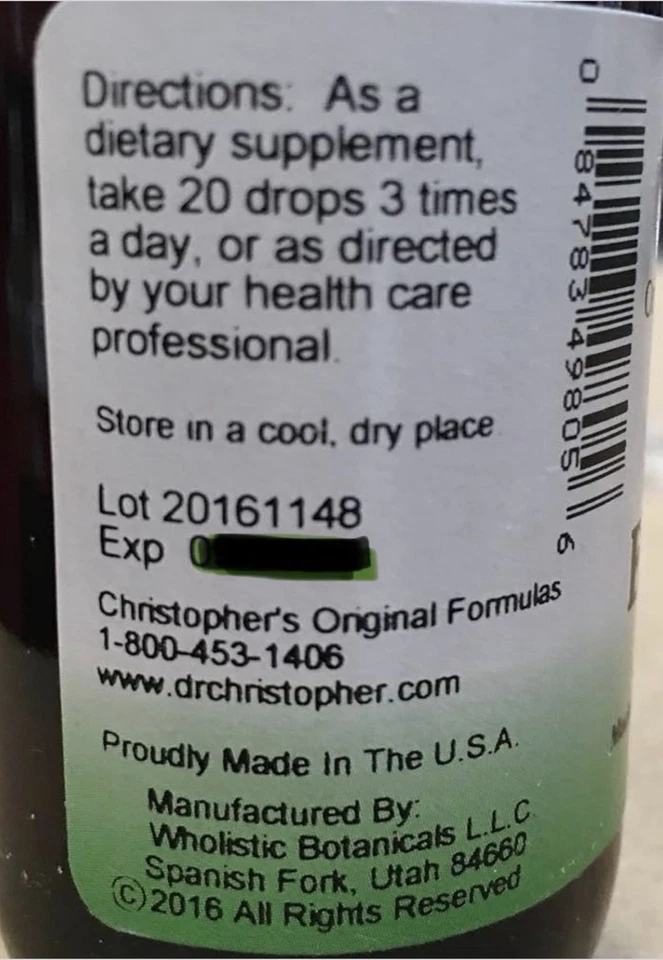 Directions: As a
dietary supplement,
take 20 drops 3 times
a day, or as directed
by your health care
professional.
Store in a cool, dry place.
Lot 20161148
Exp 0
Christopher's Original Formulas
1-800-453-1406
www.drchristopher.com
Proudly Made In The U.S.A.
Manufactured By:
Wholistic Botanicals L.L.C.
Spanish Fork, Utah 84660
©2016 All Rights Reserved
0 84783 49805 6